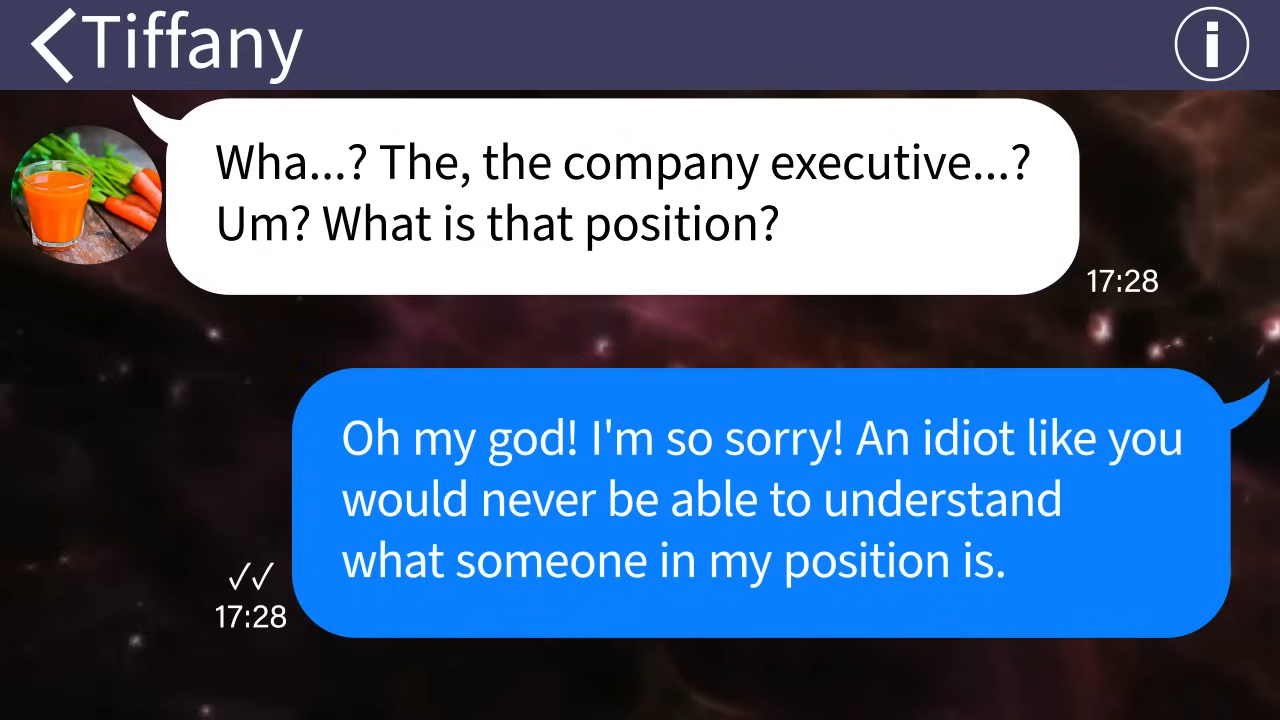 Tiffany
Wha...? The, the company executive...?
Um? What is that position?
17:28
Oh my god! I'm so sorry! An idiot like you
would never be able to understand
what someone in my position is.
✓✓
17:28